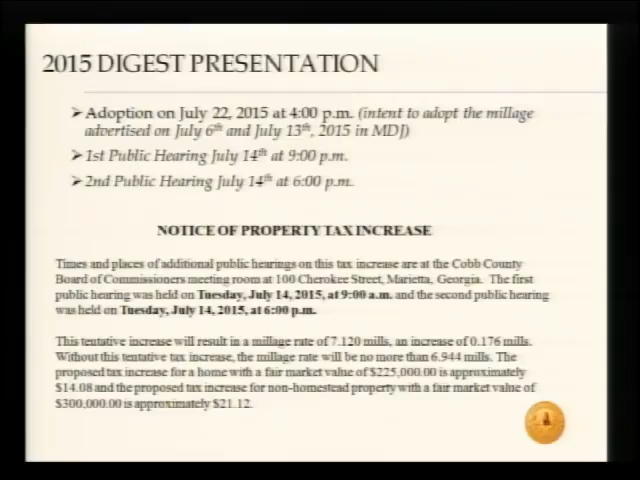 2015 DIGEST PRESENTATION
➢Adoption on July 22, 2015 at 4:00 p.m. (intent to adopt the millage
advertised on July 6th and July 13th, 2015 in MDJ)
➢1st Public Hearing July 14th at 9:00 p.m.
➢2nd Public Hearing July 14th at 6:00 p.m.
NOTICE OF PROPERTY TAX INCREASE
Times and places of additional public hearings on this tax increase are at the Cobb County
Board of Commissioners meeting room at 100 Cherokee Street, Marietta, Georgia. The first
public hearing was held on Tuesday, July 14, 2015, at 9:00 a.m. and the second public hearing
was held on Tuesday, July 14, 2015, at 6:00 p.m.
This tentative increase will result in a millage rate of 7.120 mills, an increase of 0.176 mills.
Without this tentative tax increase, the millage rate will be no more than 6.944 mills. The
proposed tax increase for a home with a fair market value of $225,000.00 is approximately
$14.08 and the proposed tax increase for non-homestead property with a fair market value of
$300,000.00 is approximately $21.12.